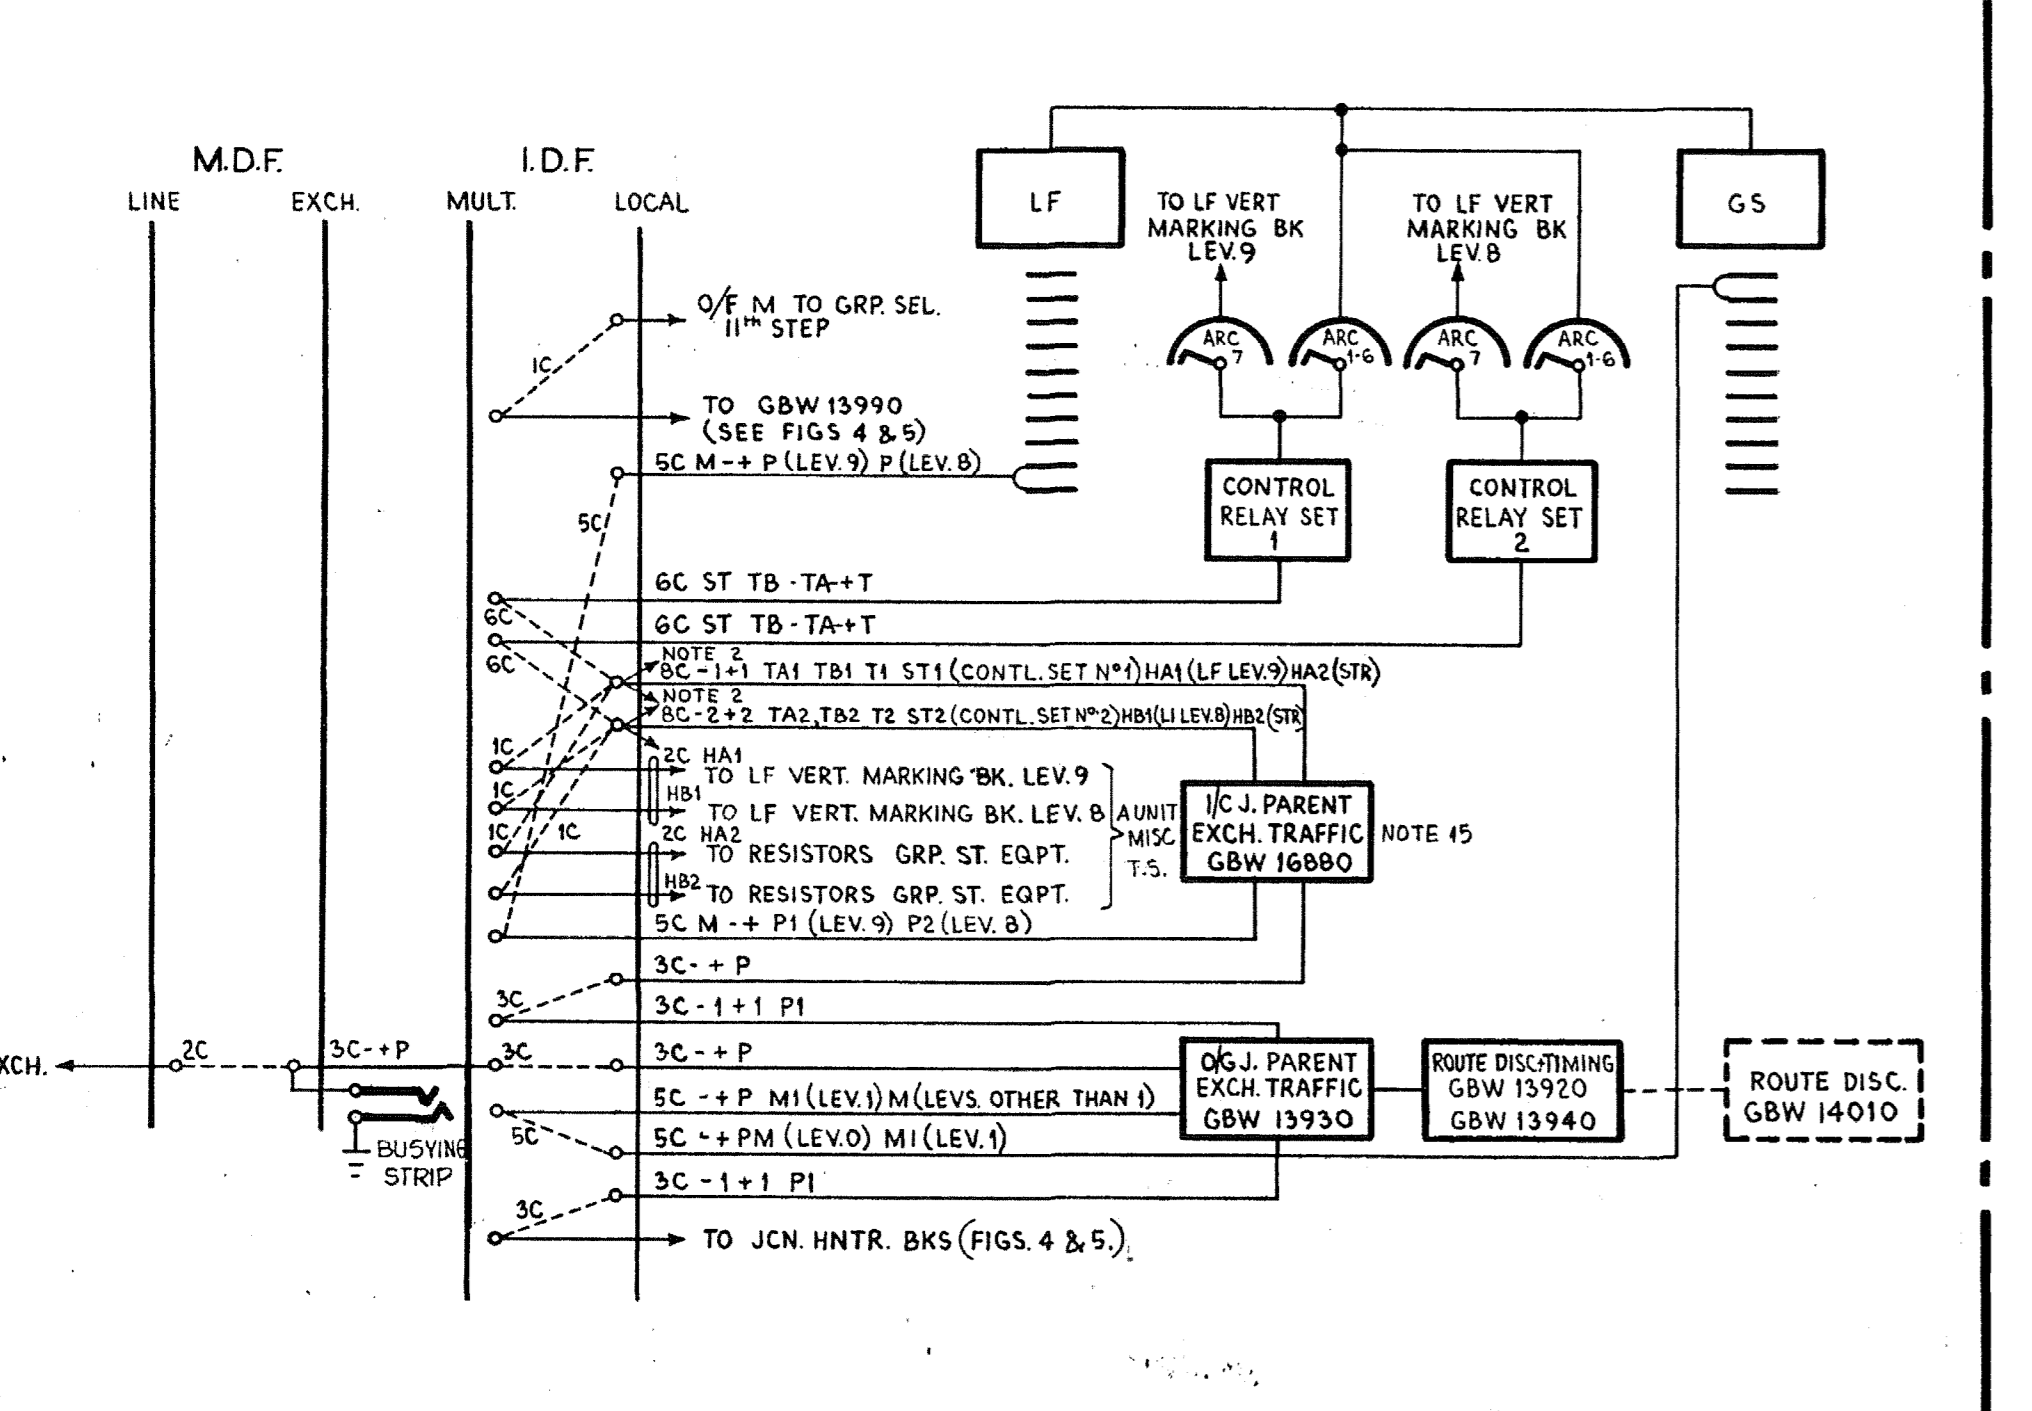 M.D.F.
I.D.F.
LINE
EXCH.
MULT.
LOCAL
LF
TO LF VERT
MARKING BK
LEV.9
TO LF VERT
MARKING BK
LEV.8
GS
O/F M TO GRP. SEL.
11TH STEP
1C
ARC
7
ARC
1-6
ARC
7
ARC
1-6
TO GBW 13990
(SEE FIGS 4 & 5)
5C M-+ P (LEV.9) P (LEV.8)
5C
CONTROL
RELAY SET
1
CONTROL
RELAY SET
2
6C ST TB - TA-+T
6C
6C ST TB - TA-+T
6C
NOTE 2
8C-1+1 TA1 TB1 T1 ST1 (CONTL. SET Nº1) HA1 (LF LEV.9) HA2 (STR)
NOTE 2
8C-2+2 TA2, TB2 T2 ST2 (CONTL. SET Nº2) HB1 (LI LEV.8) HB2 (STR)
1C
2C HA1
TO LF VERT. MARKING BK. LEV.9
1C
HB1
TO LF VERT. MARKING BK. LEV. 8
1C
1C
2C HA2
TO RESISTORS GRP. ST. EQPT.
HB2
TO RESISTORS GRP. ST. EQPT.
A UNIT
MISC
T.S.
I/C J. PARENT
EXCH. TRAFFIC
GBW 16880
NOTE 15
5C M -+ P1 (LEV. 9) P2 (LEV. 8)
3C- + P
3C
3C - 1 + 1 P1
XCH.
2C
3C-+P
3C
3C - + P
5C -+ P M1 (LEV.1) M (LEVS. OTHER THAN 1)
5C
5C -+ PM (LEV.0) M1 (LEV.1)
BUSYING
STRIP
3C - 1 + 1 P1
3C
TO JCN. HNTR. BKS (FIGS. 4 & 5.)
O/G J. PARENT
EXCH. TRAFFIC
GBW 13930
ROUTE DISC+TIMING
GBW 13920
GBW 13940
ROUTE DISC.
GBW 14010